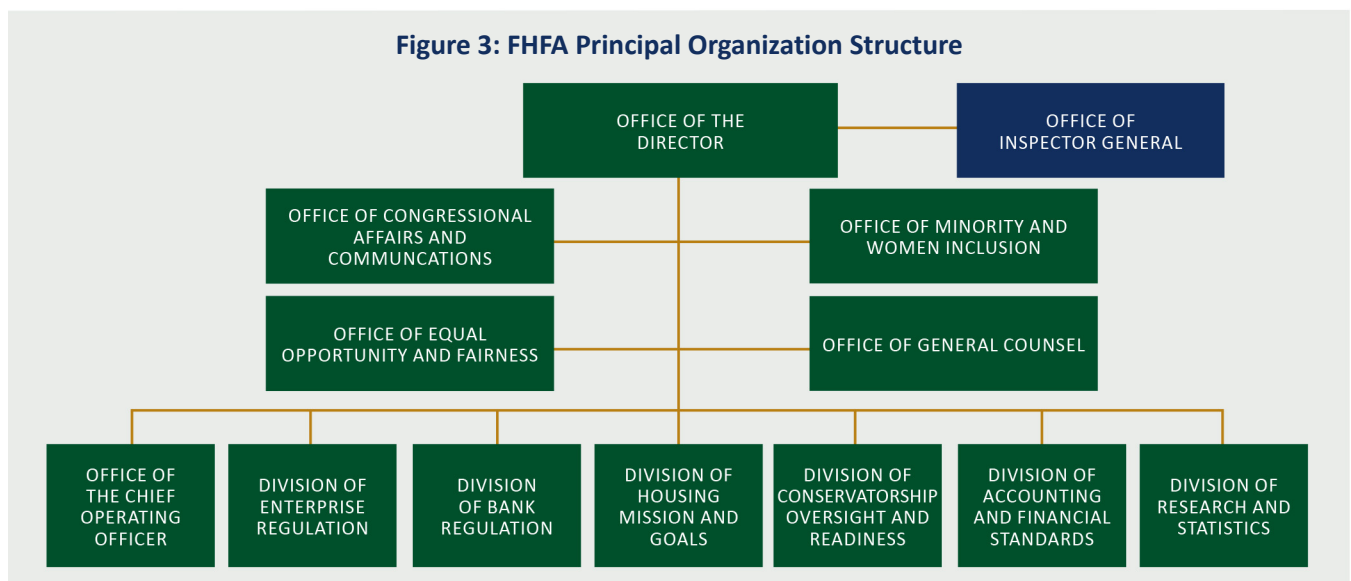 Figure 3: FHFA Principal Organization Structure
OFFICE OF THE
DIRECTOR
OFFICE OF
INSPECTOR GENERAL
OFFICE OF CONGRESSIONAL
AFFAIRS AND
COMMUNCATIONS
OFFICE OF MINORITY AND
WOMEN INCLUSION
OFFICE OF EQUAL
OPPORTUNITY AND FAIRNESS
OFFICE OF GENERAL COUNSEL
OFFICE OF
THE CHIEF
OPERATING
OFFICER
DIVISION OF
ENTERPRISE
REGULATION
DIVISION
OF BANK
REGULATION
DIVISION OF
HOUSING
MISSION AND
GOALS
DIVISION OF
CONSERVATORSHIP
OVERSIGHT AND
READINESS
DIVISION OF
ACCOUNTING
AND FINANCIAL
STANDARDS
DIVISION OF
RESEARCH AND
STATISTICS